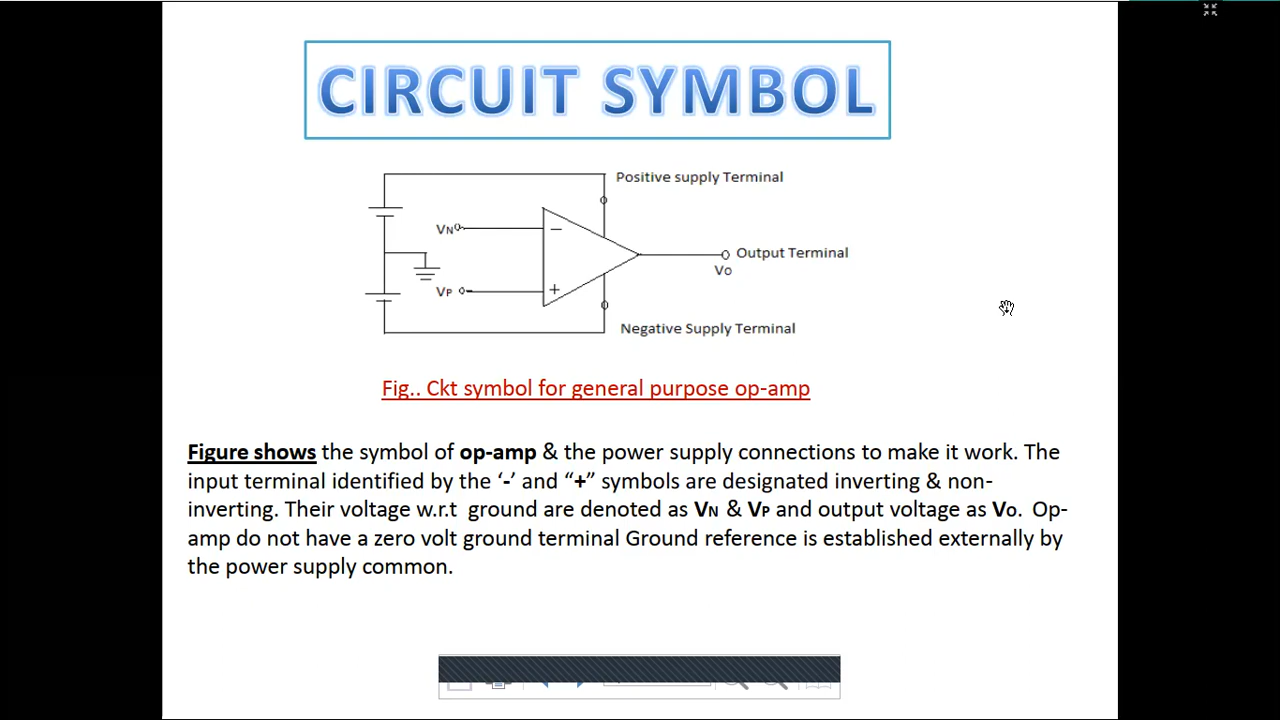 CIRCUIT SYMBOL
Positive supply Terminal
VN
−
Output Terminal
Vo
VP
+
Negative Supply Terminal
Fig.. Ckt symbol for general purpose op-amp
Figure shows the symbol of op-amp & the power supply connections to make it work. The
input terminal identified by the ‘-’ and “+” symbols are designated inverting & non-
inverting. Their voltage w.r.t ground are denoted as VN & VP and output voltage as VO. Op-
amp do not have a zero volt ground terminal Ground reference is established externally by
the power supply common.